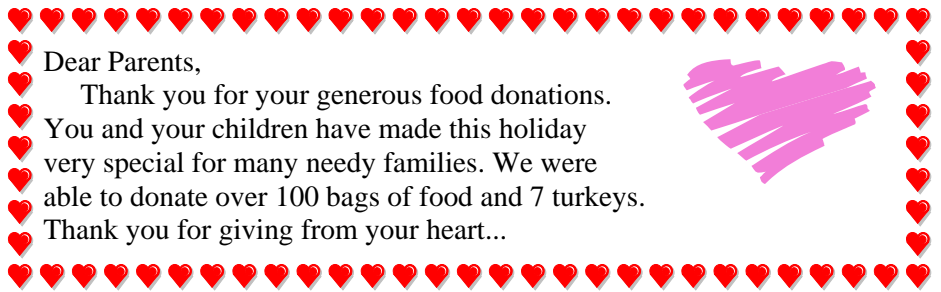 Dear Parents,
Thank you for your generous food donations.
You and your children have made this holiday
very special for many needy families. We were
able to donate over 100 bags of food and 7 turkeys.
Thank you for giving from your heart...